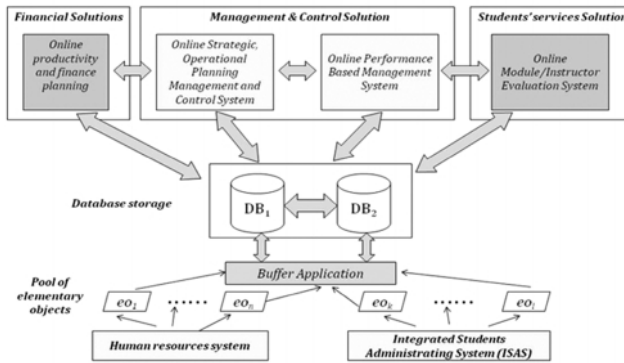 Financial Solutions
Management & Control Solution
Students' services Solution
Online
productivity
and finance
planning
Online Strategic,
Operational
Planning
Management and
Control System
Online Performance
Based Management
System
Online
Module/Instructor
Evaluation System
Database storage
DB1
DB2
Buffer Application
Pool of
elementary
objects
eo1
......
eon
eok
......
eol
Human resources system
Integrated Students
Administrating System (ISAS)